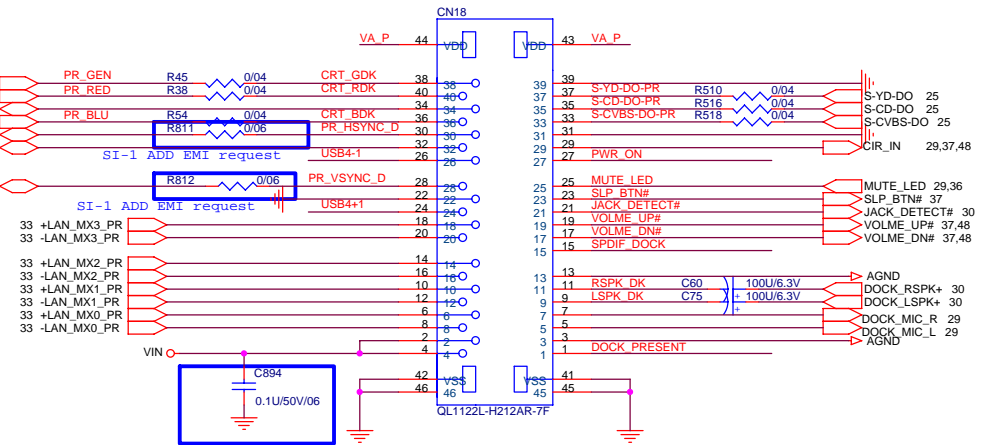 CN18
VA_P 44 VDD VDD 43 VA_P
PR_GEN R45 0/04 CRT_GDK 38 38 39 39
PR_RED R38 0/04 CRT_RDK 40 40 37 37 S-YD-DO-PR R510 0/04 S-YD-DO 25
34 34 35 35 S-CD-DO-PR R516 0/04 S-CD-DO 25
PR_BLU R54 0/04 CRT_BDK 36 36 33 33 S-CVBS-DO-PR R518 0/04 S-CVBS-DO 25
R811 0/06 PR_HSYNC_D 30 30 31 31
32 32 29 29 CIR_IN 29,37,48
SI-1 ADD EMI request USB4-1 26 26 27 27 PWR_ON
R812 0/06 PR_VSYNC_D 28 28 25 25 MUTE_LED MUTE_LED 29,36
22 22 23 23 SLP_BTN# SLP_BTN# 37
SI-1 ADD EMI request USB4+1 24 24 21 21 JACK_DETECT# JACK_DETECT# 30
33 +LAN_MX3_PR 18 18 19 19 VOLME_UP# VOLME_UP# 37,48
33 -LAN_MX3_PR 20 20 17 17 VOLME_DN# VOLME_DN# 37,48
15 15 SPDIF_DOCK
33 +LAN_MX2_PR 14 14 13 13 AGND
33 -LAN_MX2_PR 16 16 11 11 RSPK_DK C60 100U/6.3V DOCK_RSPK+ 30
33 +LAN_MX1_PR 10 10 9 9 LSPK_DK C75 + 100U/6.3V DOCK_LSPK+ 30
33 -LAN_MX1_PR 12 12
33 +LAN_MX0_PR 6 6 7 7 DOCK_MIC_R 29
33 -LAN_MX0_PR 8 8 5 5 DOCK_MIC_L 29
2 2 3 3 AGND
VIN 4 4 1 1 DOCK_PRESENT
C894
0.1U/50V/06
42 VSS VSS 41
46 46 45 45
QL1122L-H212AR-7F